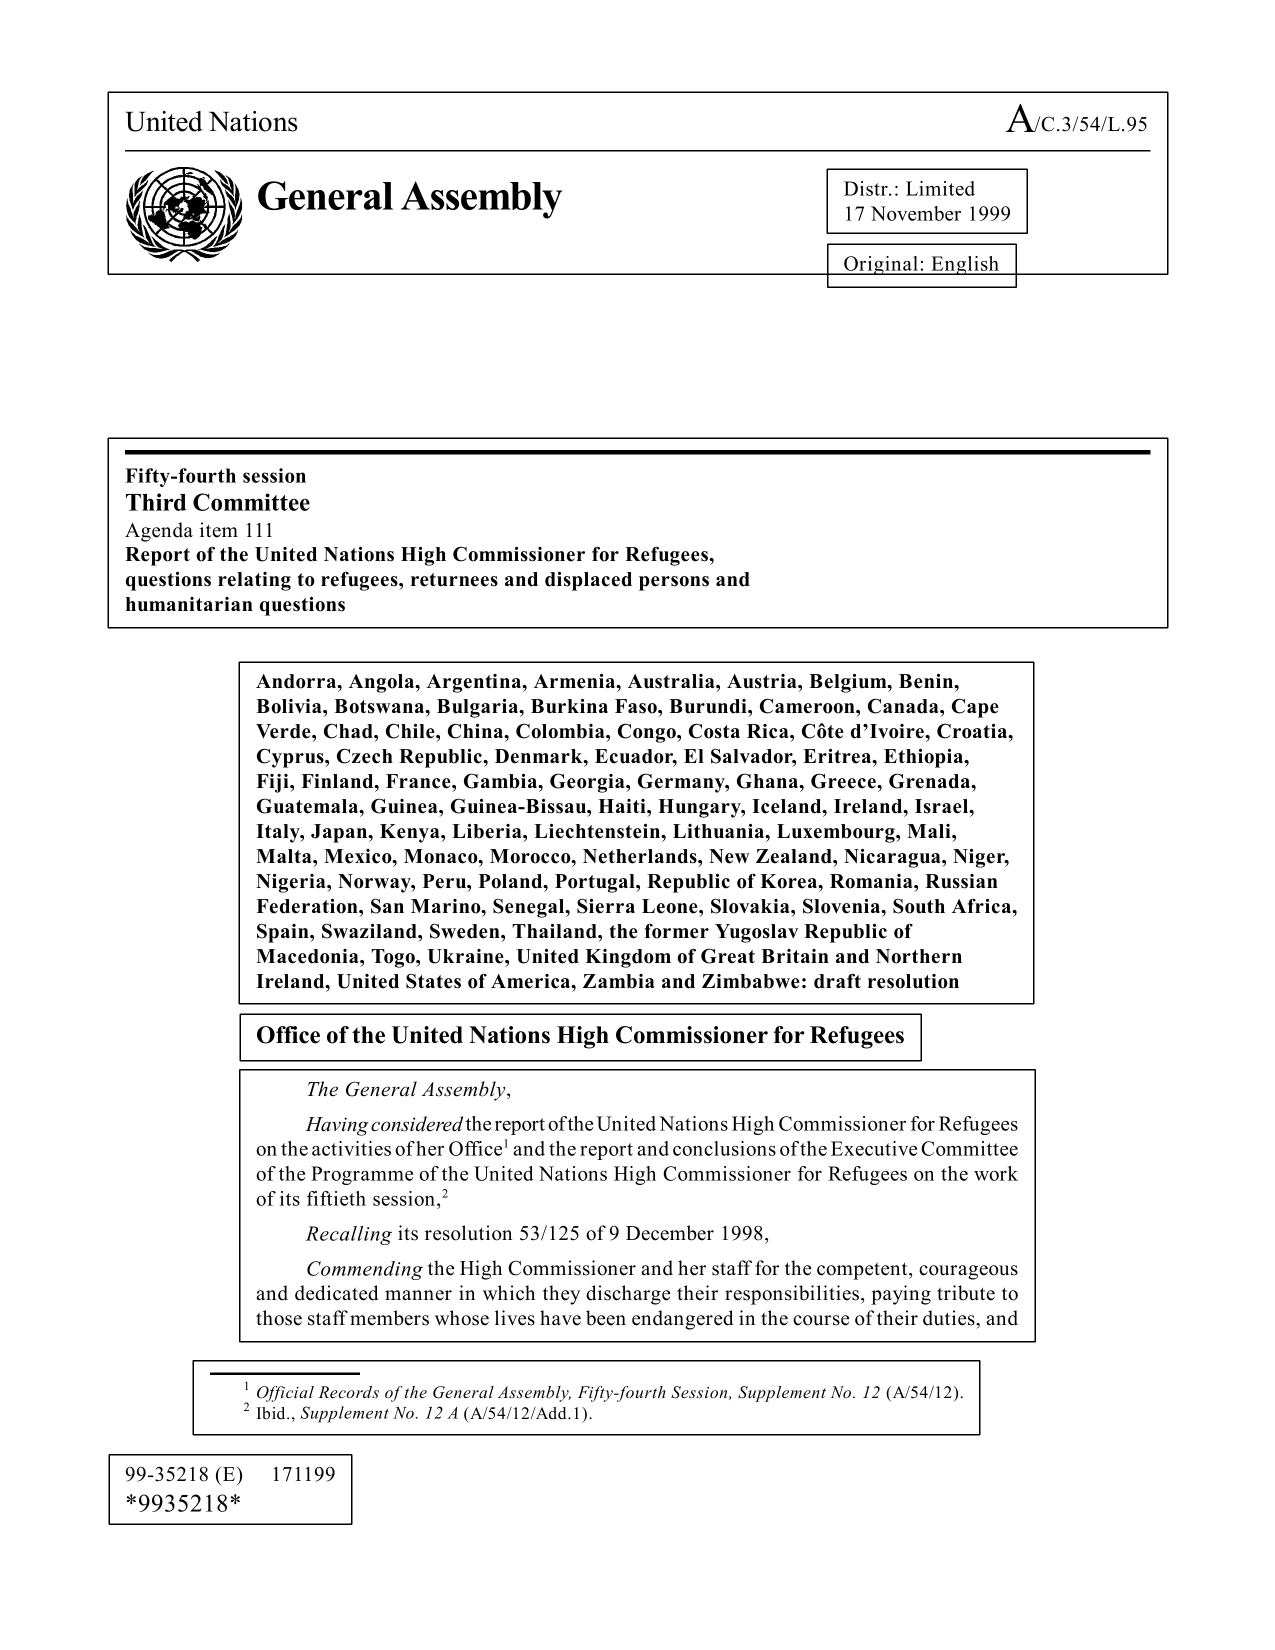 United Nations
A/C.3/54/L.95
General Assembly
Distr.: Limited
17 November 1999
Original: English
Fifty-fourth session
Third Committee
Agenda item 111
Report of the United Nations High Commissioner for Refugees,
questions relating to refugees, returnees and displaced persons and
humanitarian questions
Andorra, Angola, Argentina, Armenia, Australia, Austria, Belgium, Benin,
Bolivia, Botswana, Bulgaria, Burkina Faso, Burundi, Cameroon, Canada, Cape
Verde, Chad, Chile, China, Colombia, Congo, Costa Rica, Côte d’Ivoire, Croatia,
Cyprus, Czech Republic, Denmark, Ecuador, El Salvador, Eritrea, Ethiopia,
Fiji, Finland, France, Gambia, Georgia, Germany, Ghana, Greece, Grenada,
Guatemala, Guinea, Guinea-Bissau, Haiti, Hungary, Iceland, Ireland, Israel,
Italy, Japan, Kenya, Liberia, Liechtenstein, Lithuania, Luxembourg, Mali,
Malta, Mexico, Monaco, Morocco, Netherlands, New Zealand, Nicaragua, Niger,
Nigeria, Norway, Peru, Poland, Portugal, Republic of Korea, Romania, Russian
Federation, San Marino, Senegal, Sierra Leone, Slovakia, Slovenia, South Africa,
Spain, Swaziland, Sweden, Thailand, the former Yugoslav Republic of
Macedonia, Togo, Ukraine, United Kingdom of Great Britain and Northern
Ireland, United States of America, Zambia and Zimbabwe: draft resolution
Office of the United Nations High Commissioner for Refugees
The General Assembly,
Having considered the report of the United Nations High Commissioner for Refugees
on the activities of her Office1 and the report and conclusions of the Executive Committee
of the Programme of the United Nations High Commissioner for Refugees on the work
of its fiftieth session,2
Recalling its resolution 53/125 of 9 December 1998,
Commending the High Commissioner and her staff for the competent, courageous
and dedicated manner in which they discharge their responsibilities, paying tribute to
those staff members whose lives have been endangered in the course of their duties, and
1 Official Records of the General Assembly, Fifty-fourth Session, Supplement No. 12 (A/54/12).
2 Ibid., Supplement No. 12 A (A/54/12/Add.1).
99-35218 (E) 171199
*9935218*